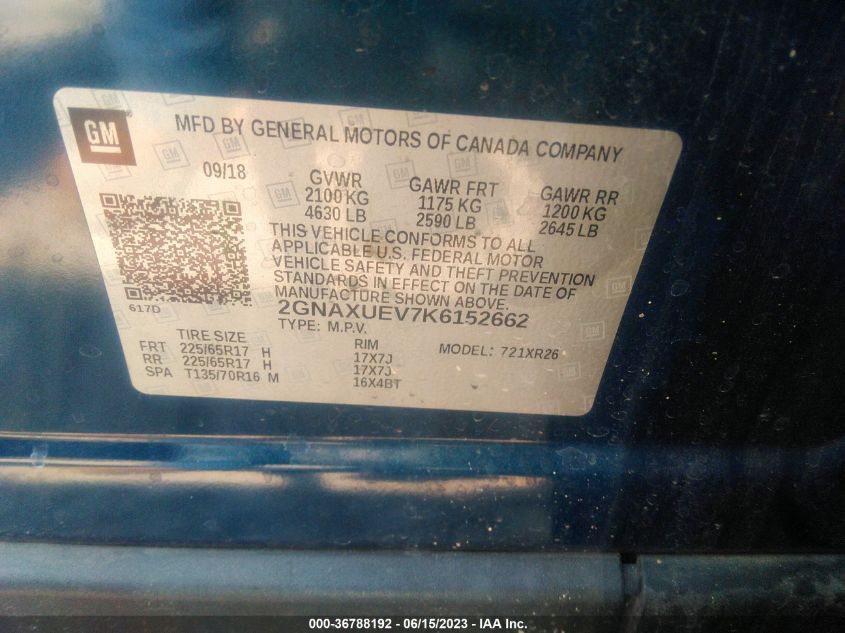 GM
MFD BY GENERAL MOTORS OF CANADA COMPANY
09/18
GVWR
2100 KG
4630 LB
GAWR FRT
1175 KG
2590 LB
GAWR RR
1200 KG
2645 LB
THIS VEHICLE CONFORMS TO ALL
APPLICABLE U.S. FEDERAL MOTOR
VEHICLE SAFETY AND THEFT PREVENTION
STANDARDS IN EFFECT ON THE DATE OF
MANUFACTURE SHOWN ABOVE.
617D
2GNAXUEV7K6152662
TYPE: M.P.V.
MODEL: 721XR26
TIRE SIZE RIM
FRT 225/65R17 H 17X7J
RR 225/65R17 H 17X7J
SPA T135/70R16 M 16X4BT
000-36788192 - 06/15/2023 - IAA Inc.